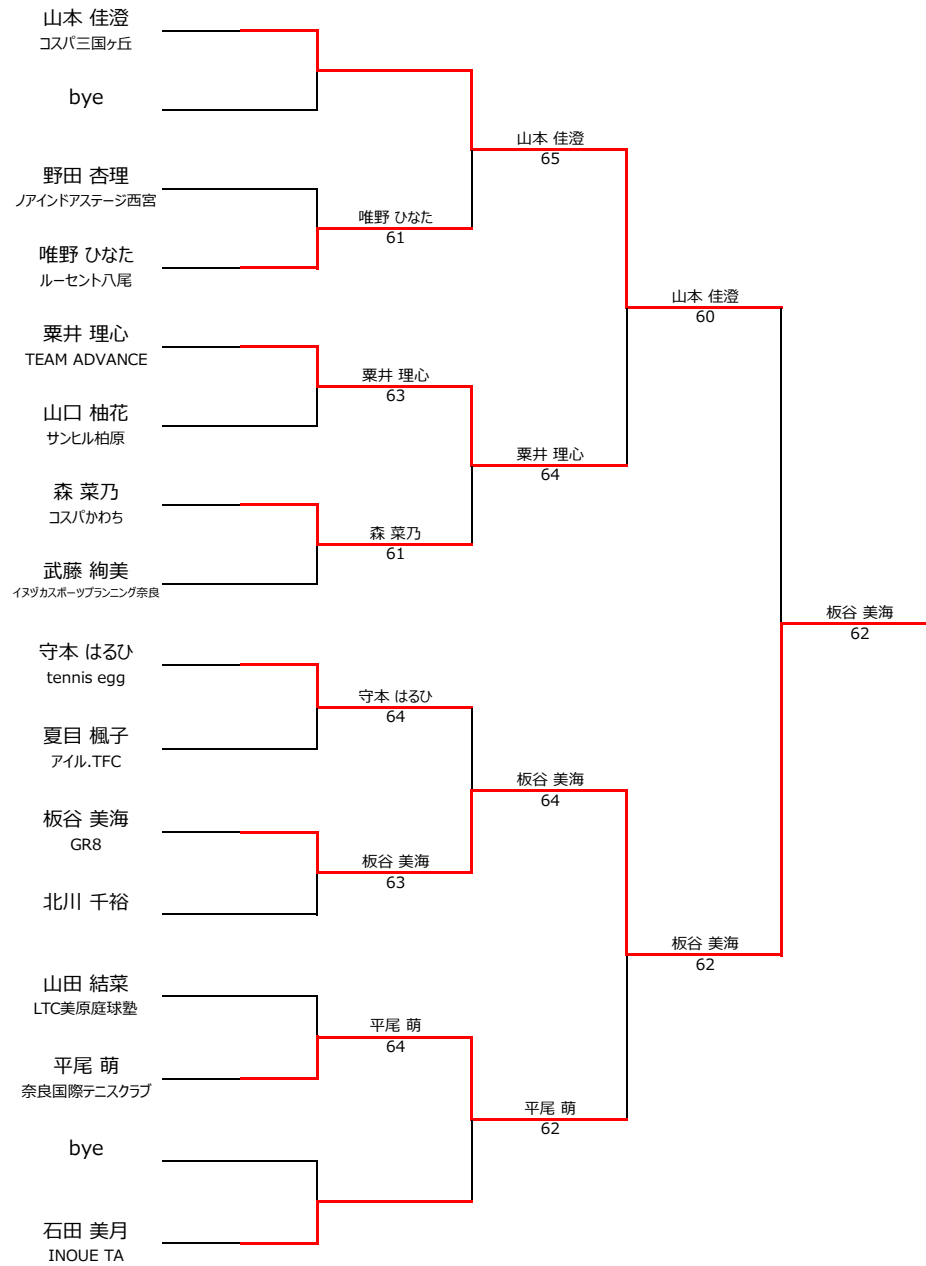 山本 佳澄
コスパ三国ヶ丘
bye
野田 杏理
ノアインドアステージ西宮
唯野 ひなた
ルーセント八尾
粟井 理心
TEAM ADVANCE
山口 柚花
サンヒル柏原
森 菜乃
コスパかわち
武藤 絢美
イヌヅカスポーツプランニング奈良
守本 はるひ
tennis egg
夏目 楓子
アイル.TFC
板谷 美海
GR8
北川 千裕
山田 結菜
LTC美原庭球塾
平尾 萌
奈良国際テニスクラブ
bye
石田 美月
INOUE TA
唯野 ひなた
61
粟井 理心
63
森 菜乃
61
守本 はるひ
64
板谷 美海
63
平尾 萌
64
山本 佳澄
65
粟井 理心
64
板谷 美海
64
平尾 萌
62
山本 佳澄
60
板谷 美海
62
板谷 美海
62